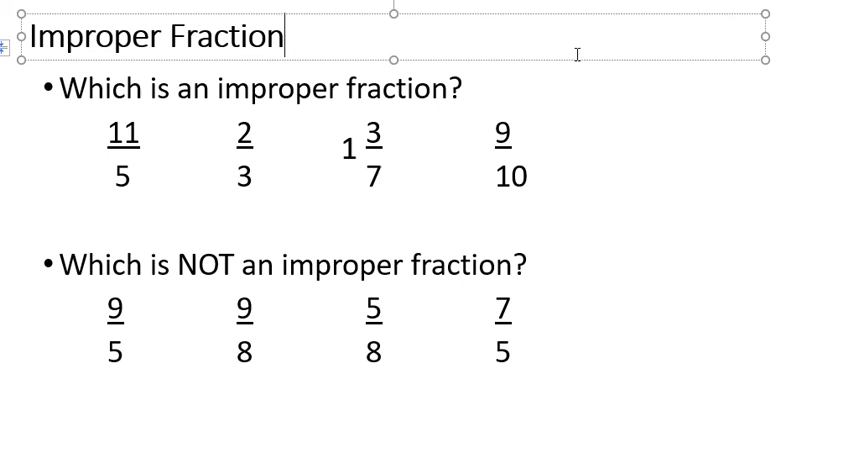 Improper Fraction
• Which is an improper fraction?
11 2 1 3 9
5 3 7 10
• Which is NOT an improper fraction?
9 9 5 7
5 8 8 5